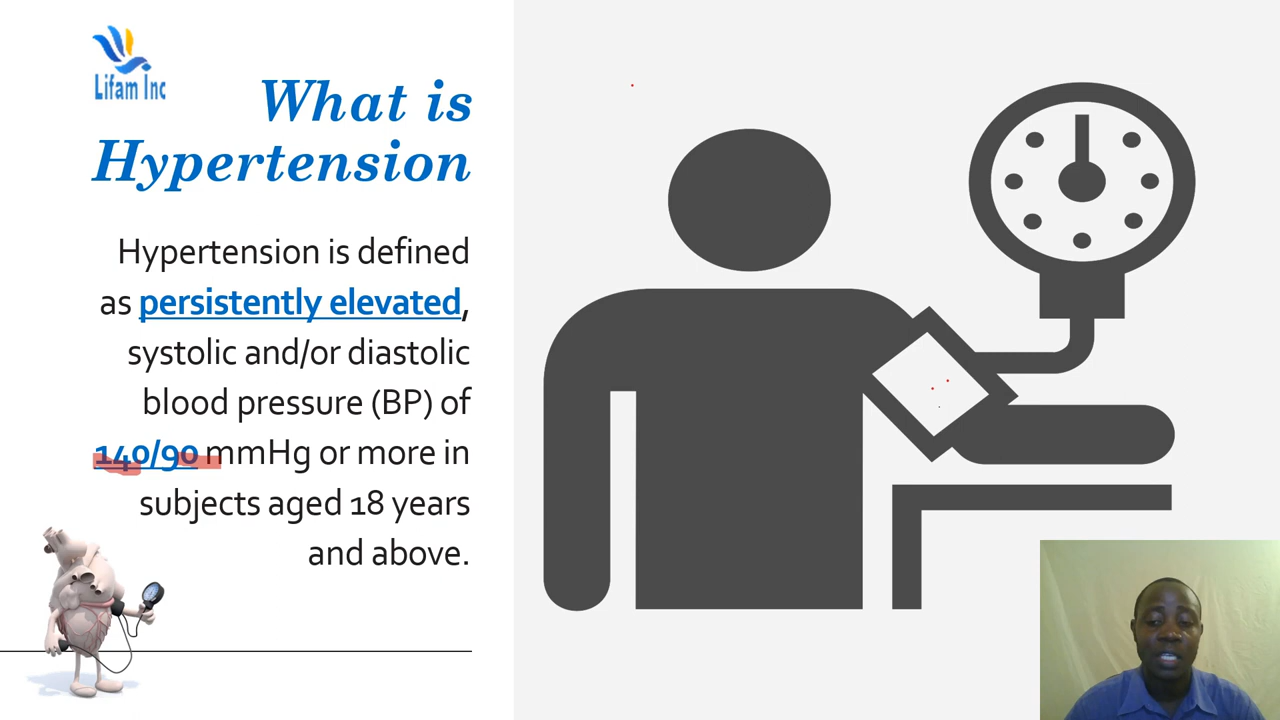 Lifam Inc
What is
Hypertension
Hypertension is defined
as persistently elevated,
systolic and/or diastolic
blood pressure (BP) of
140/90 mmHg or more in
subjects aged 18 years
and above.